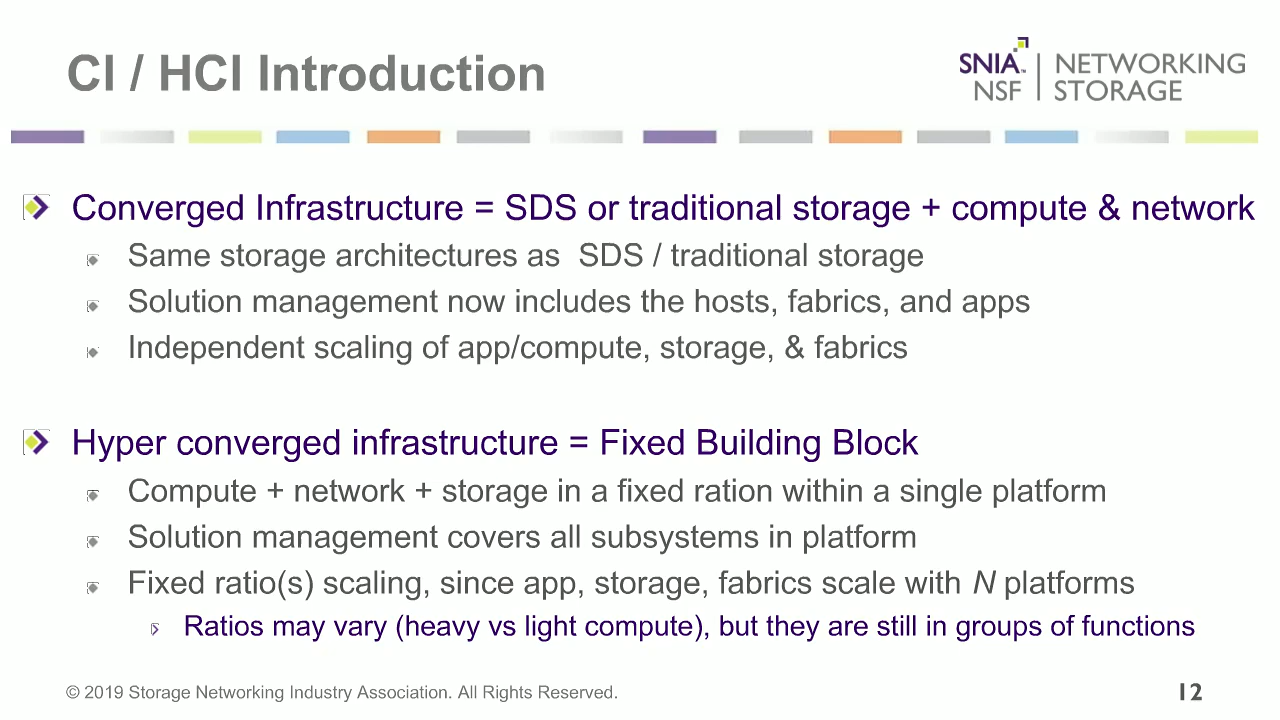 CI / HCI Introduction
SNIA™ NSF | NETWORKING STORAGE
Converged Infrastructure = SDS or traditional storage + compute & network
Same storage architectures as  SDS / traditional storage
Solution management now includes the hosts, fabrics, and apps
Independent scaling of app/compute, storage, & fabrics
Hyper converged infrastructure = Fixed Building Block
Compute + network + storage in a fixed ration within a single platform
Solution management covers all subsystems in platform
Fixed ratio(s) scaling, since app, storage, fabrics scale with N platforms
Ratios may vary (heavy vs light compute), but they are still in groups of functions
© 2019 Storage Networking Industry Association. All Rights Reserved.
12